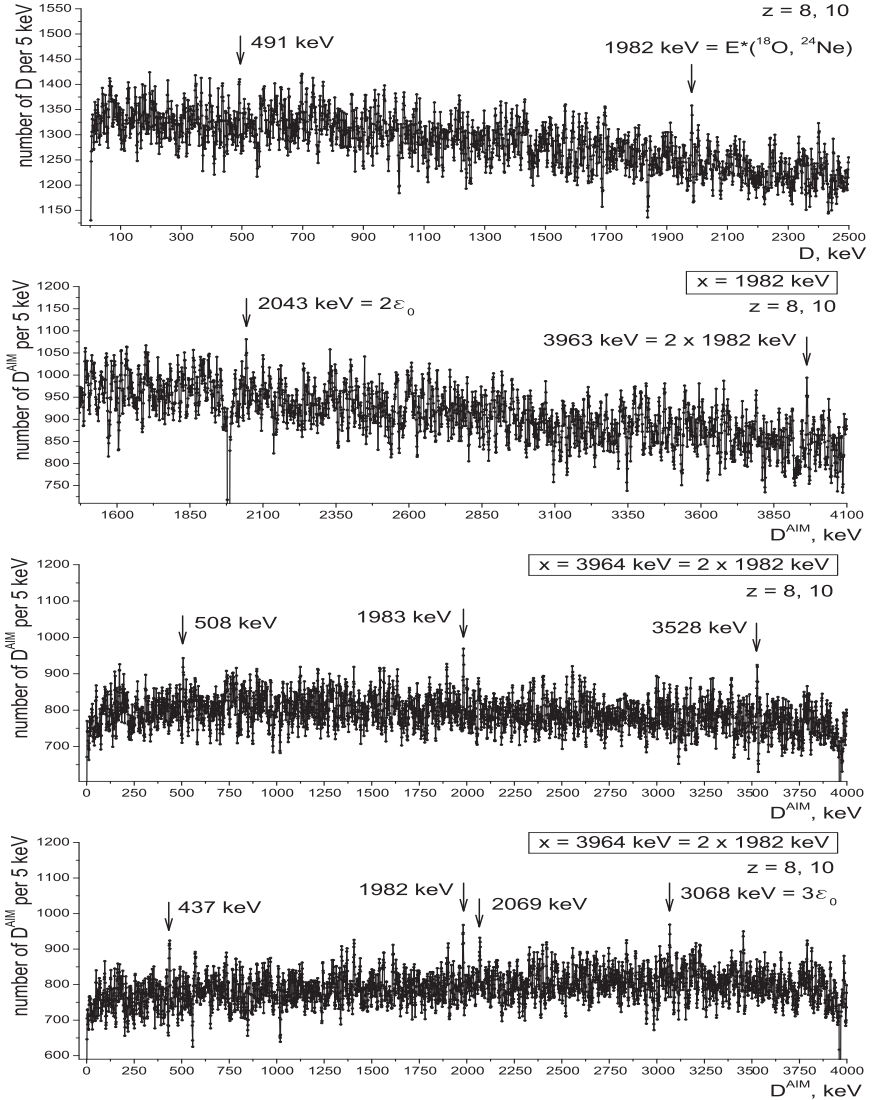 z = 8, 10
491 keV
1982 keV = E*(¹⁸O, ²⁴Ne)
number of D per 5 keV
1550
1500
1450
1400
1350
1300
1250
1200
1150
100 300 500 700 900 1100 1300 1500 1700 1900 2100 2300 2500
D, keV
x = 1982 keV
z = 8, 10
2043 keV = 2ε₀
3963 keV = 2 x 1982 keV
number of Dᴬᴵᴹ per 5 keV
1200
1150
1100
1050
1000
950
900
850
800
750
1600 1850 2100 2350 2600 2850 3100 3350 3600 3850 4100
Dᴬᴵᴹ, keV
x = 3964 keV = 2 x 1982 keV
z = 8, 10
508 keV
1983 keV
3528 keV
number of Dᴬᴵᴹ per 5 keV
1200
1100
1000
900
800
700
0 250 500 750 1000 1250 1500 1750 2000 2250 2500 2750 3000 3250 3500 3750 4000
Dᴬᴵᴹ, keV
x = 3964 keV = 2 x 1982 keV
z = 8, 10
437 keV
1982 keV
2069 keV
3068 keV = 3ε₀
number of Dᴬᴵᴹ per 5 keV
1200
1100
1000
900
800
700
600
0 250 500 750 1000 1250 1500 1750 2000 2250 2500 2750 3000 3250 3500 3750 4000
Dᴬᴵᴹ, keV